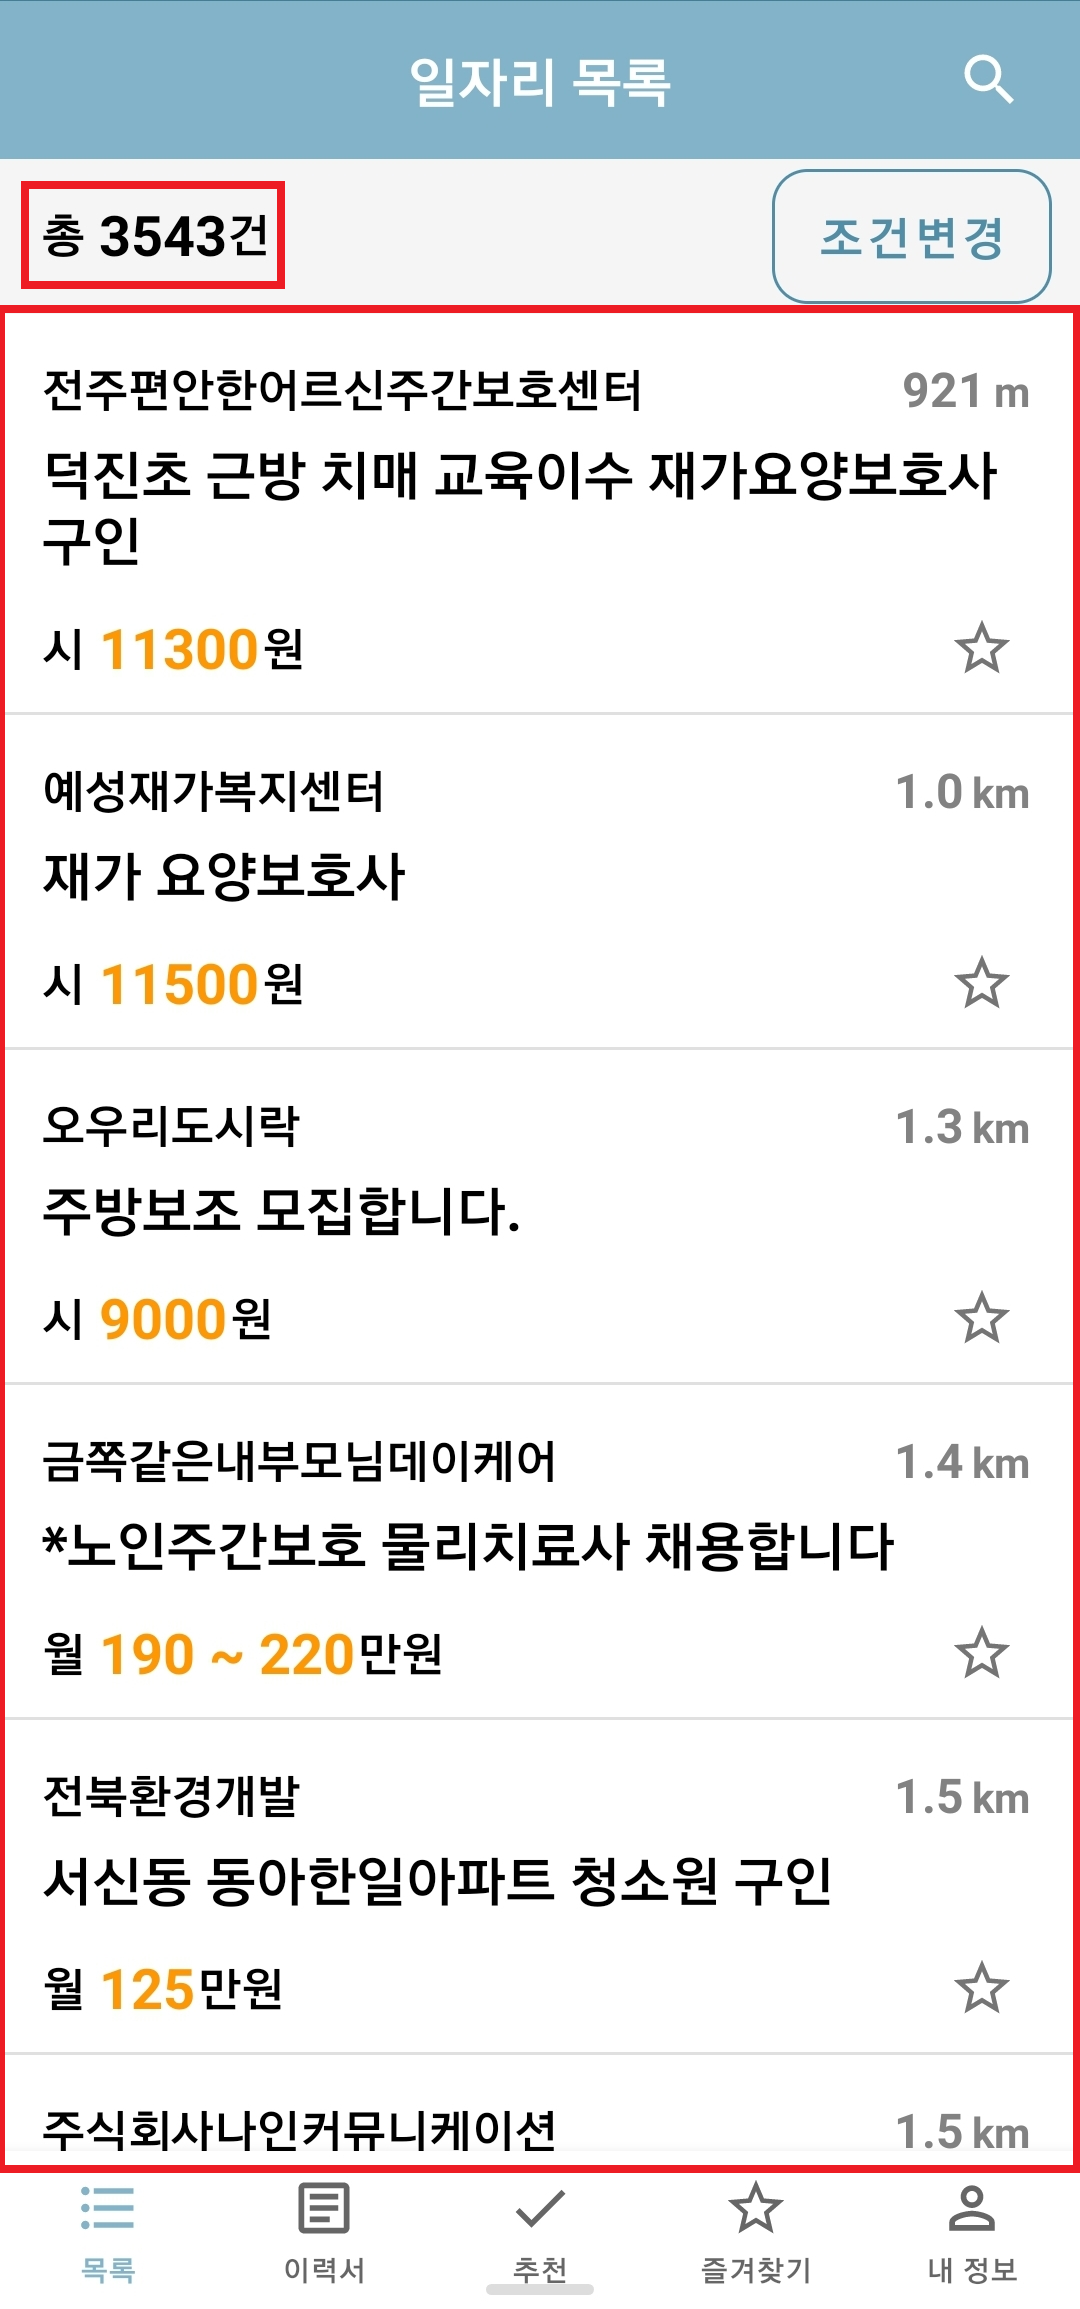 일자리 목록
총 3543건
조건변경
전주편안한어르신주간보호센터 921 m
덕진초 근방 치매 교육이수 재가요양보호사
구인
시 11300원
예성재가복지센터 1.0 km
재가 요양보호사
시 11500원
오우리도시락 1.3 km
주방보조 모집합니다.
시 9000원
금쪽같은내부모님데이케어 1.4 km
*노인주간보호 물리치료사 채용합니다
월 190 ~ 220만원
전북환경개발 1.5 km
서신동 동아한일아파트 청소원 구인
월 125만원
주식회사나인커뮤니케이션 1.5 km
목록 이력서 추천 즐겨찾기 내 정보